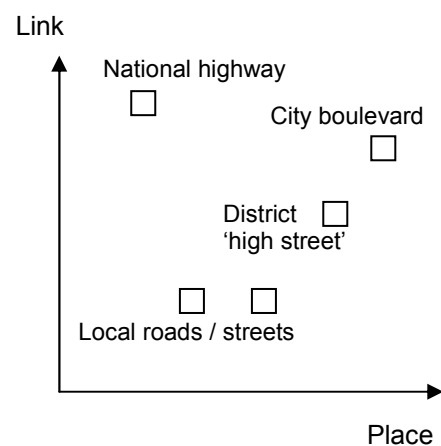 Link
National highway
City boulevard
District
‘high street’
Local roads / streets
Place